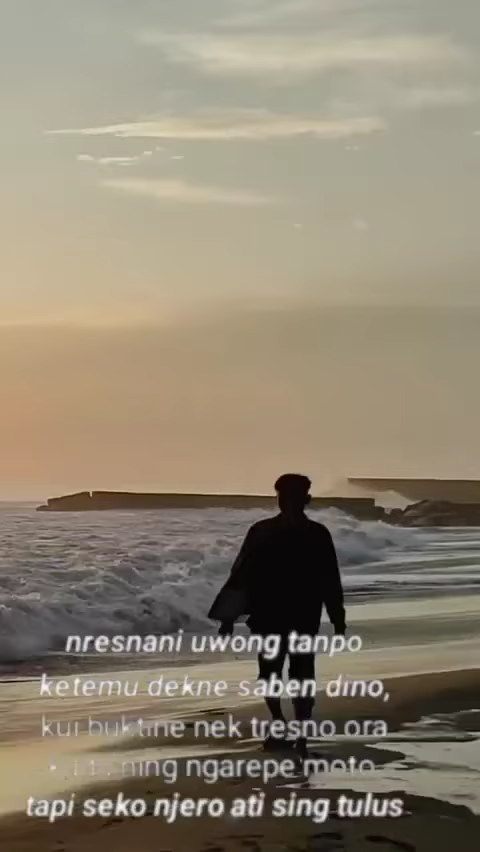 nresnani uwong tanpo
ketemu dekne saben dino,
kui buktine nek tresno ora
ning ngarepe moto
tapi seko njero ati sing tulus